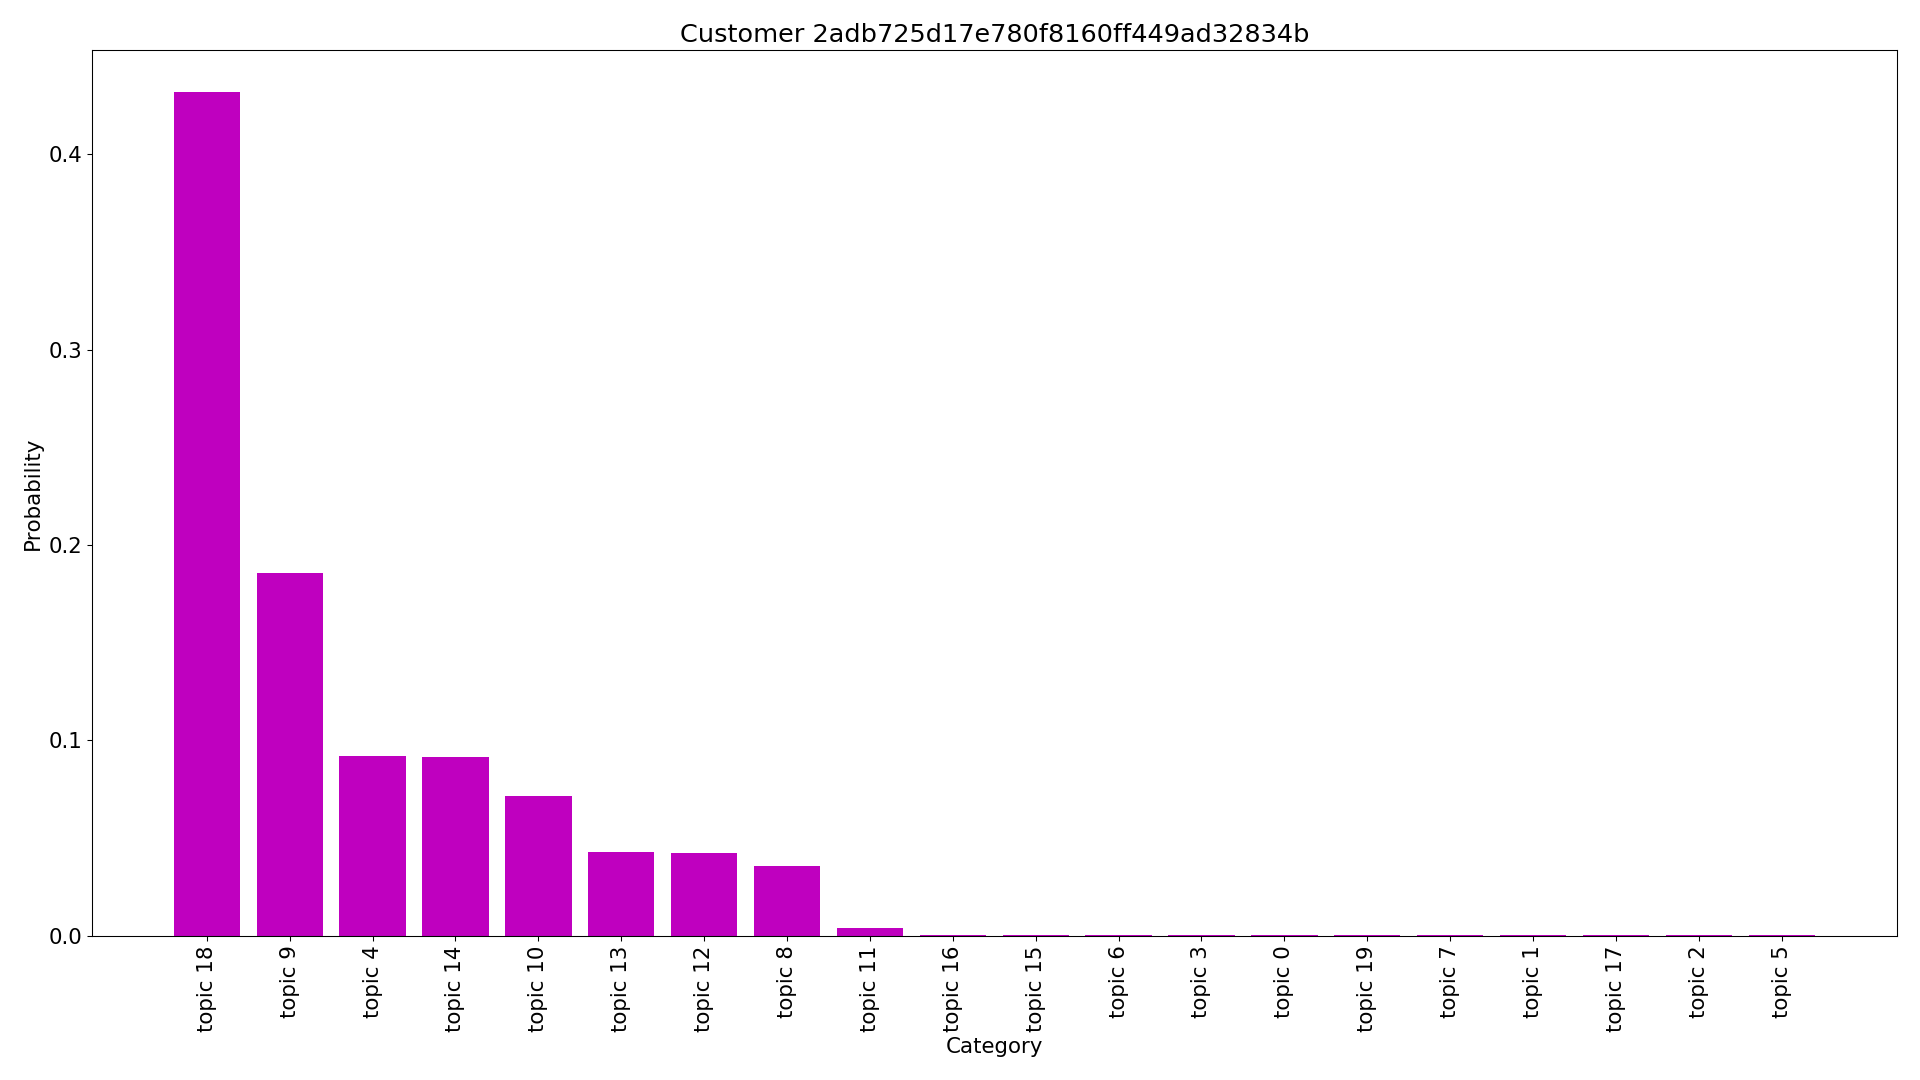 Customer 2adb725d17e780f8160ff449ad32834b
Probability
0.4
0.3
0.2
0.1
0.0
topic 18
topic 9
topic 4
topic 14
topic 10
topic 13
topic 12
topic 8
topic 11
topic 16
topic 15
topic 6
topic 3
topic 0
topic 19
topic 7
topic 1
topic 17
topic 2
topic 5
Category